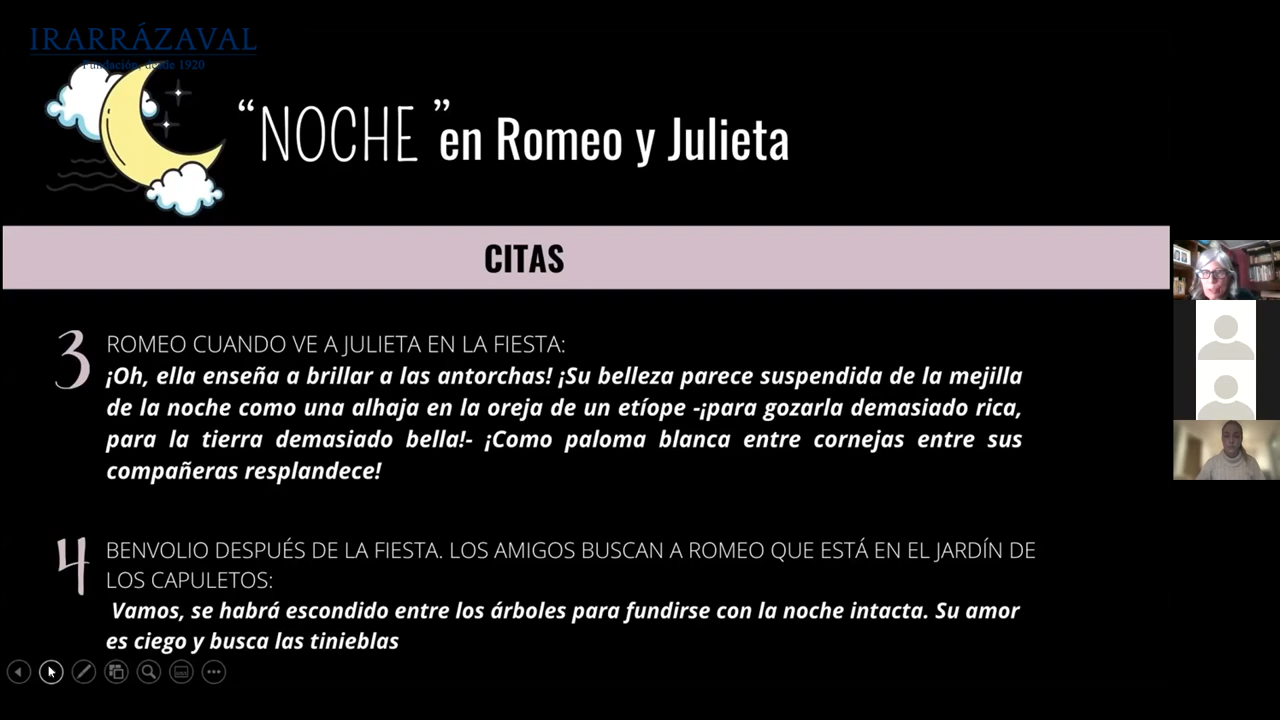 IRARRÁZAVAL
Fundación, desde 1920
“NOCHE” en Romeo y Julieta
CITAS
3
ROMEO CUANDO VE A JULIETA EN LA FIESTA:
¡Oh, ella enseña a brillar a las antorchas! ¡Su belleza parece suspendida de la mejilla
de la noche como una alhaja en la oreja de un etíope -¡para gozarla demasiado rica,
para la tierra demasiado bella!- ¡Como paloma blanca entre cornejas entre sus
compañeras resplandece!
4
BENVOLIO DESPUÉS DE LA FIESTA. LOS AMIGOS BUSCAN A ROMEO QUE ESTÁ EN EL JARDÍN DE
LOS CAPULETOS:
Vamos, se habrá escondido entre los árboles para fundirse con la noche intacta. Su amor
es ciego y busca las tinieblas